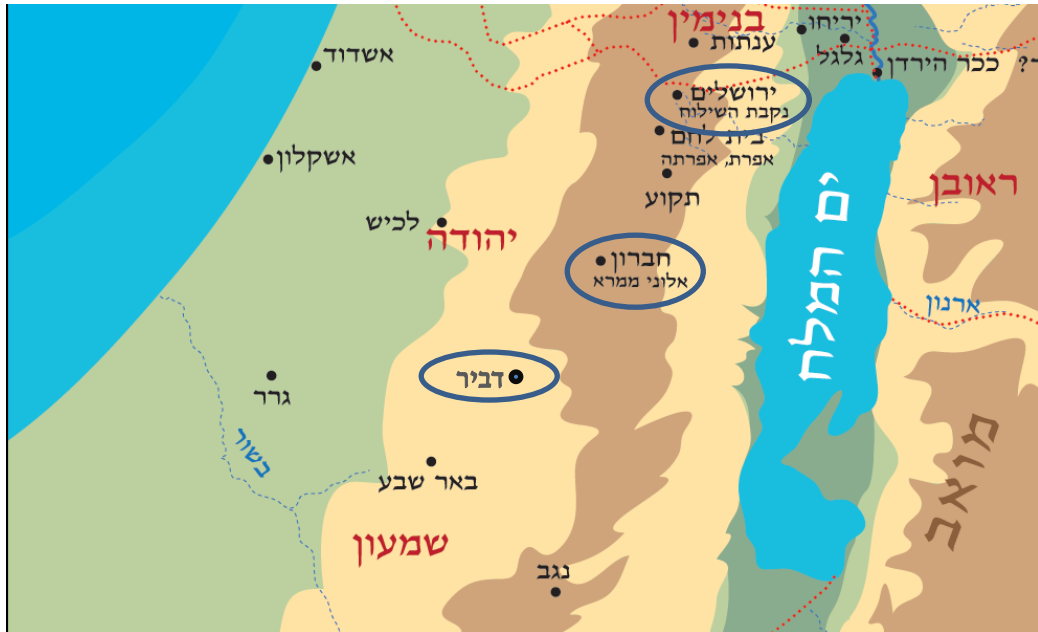 בנימין
יריחו
ענתות
גלגל
אשדוד
ר? ככר הירדן
ירושלים
נקבת השילוח
בית לחם
אפרת, אפרתה
אשקלון
תקוע
ראובן
לכיש
יהודה
חברון
אלוני ממרא
ים המלח
ארנון
דביר
גרר
בשור
באר שבע
מואב
שמעון
נגב